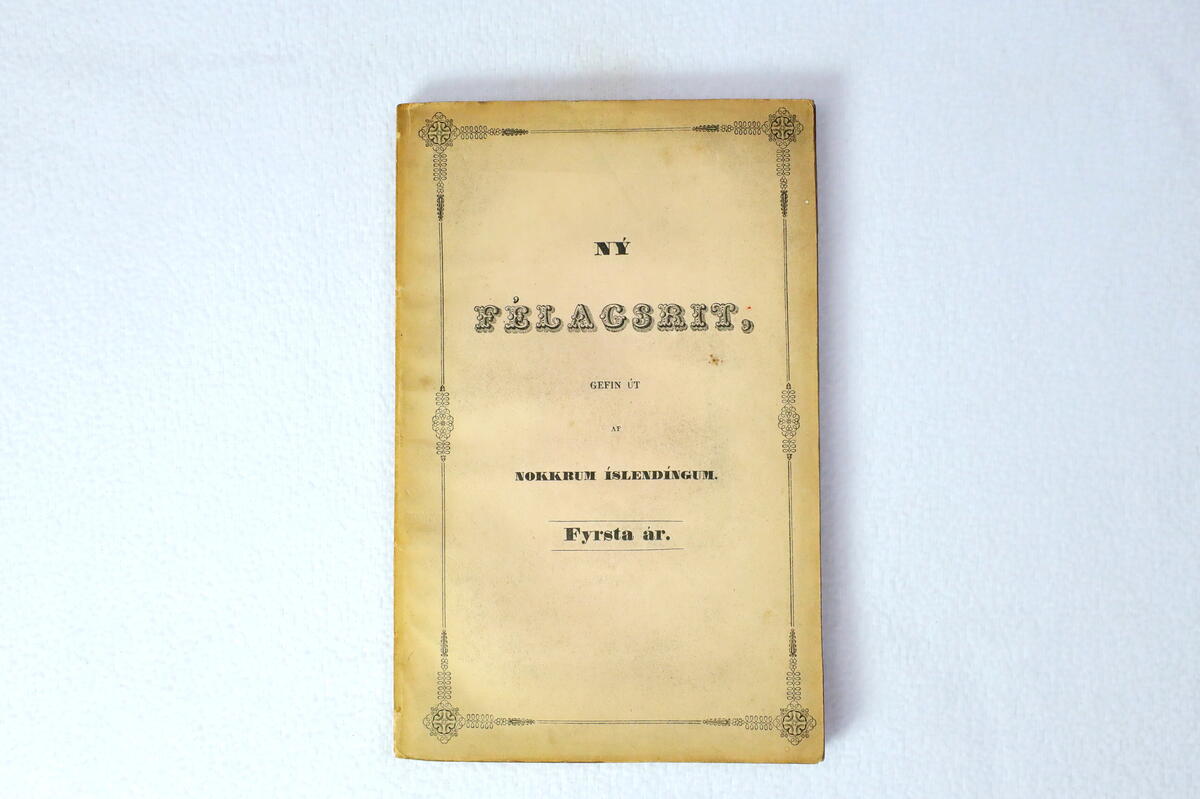 NÝ
FÉLAGSRIT,
GEFIN ÚT
AF
NOKKRUM ÍSLENDÍNGUM.
Fyrsta ár.